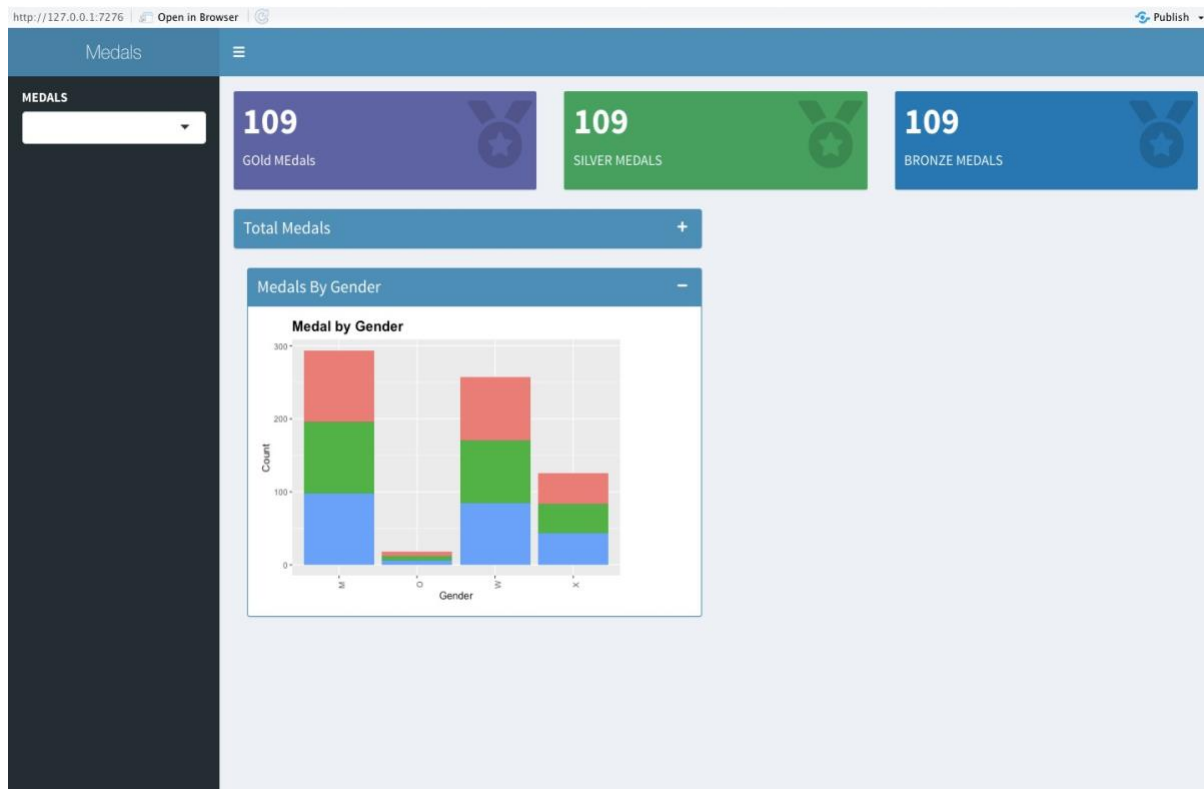 http://127.0.0.1:7276 Open in Browser Publish
Medals
MEDALS
109
GOld MEdals
109
SILVER MEDALS
109
BRONZE MEDALS
Total Medals
Medals By Gender
Medal by Gender
300
200
100
0
Count
M
O
W
X
Gender